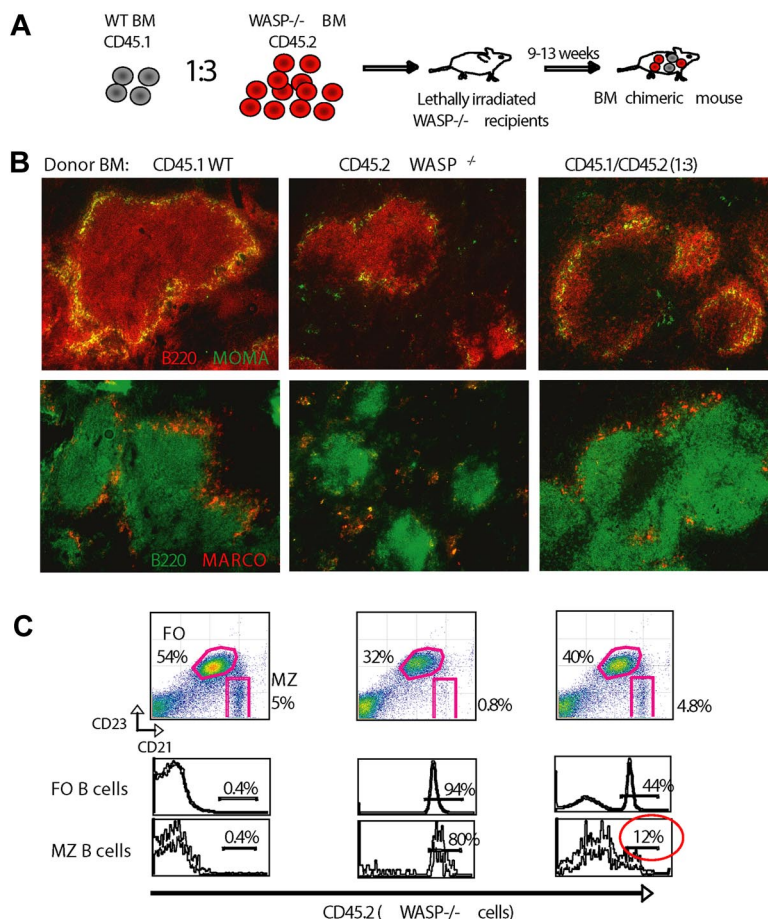 A
WT BM
CD45.1
1:3
WASP-/- BM
CD45.2
Lethally irradiated
WASP-/- recipients
9-13 weeks
BM chimeric mouse
B
Donor BM: CD45.1 WT
CD45.2 WASP -/-
CD45.1/CD45.2 (1:3)
B220 MOMA
B220 MARCO
C
FO
54%
MZ
5%
32%
0.8%
40%
4.8%
CD23
CD21
FO B cells
0.4%
94%
44%
MZ B cells
0.4%
80%
12%
CD45.2 ( WASP-/- cells)